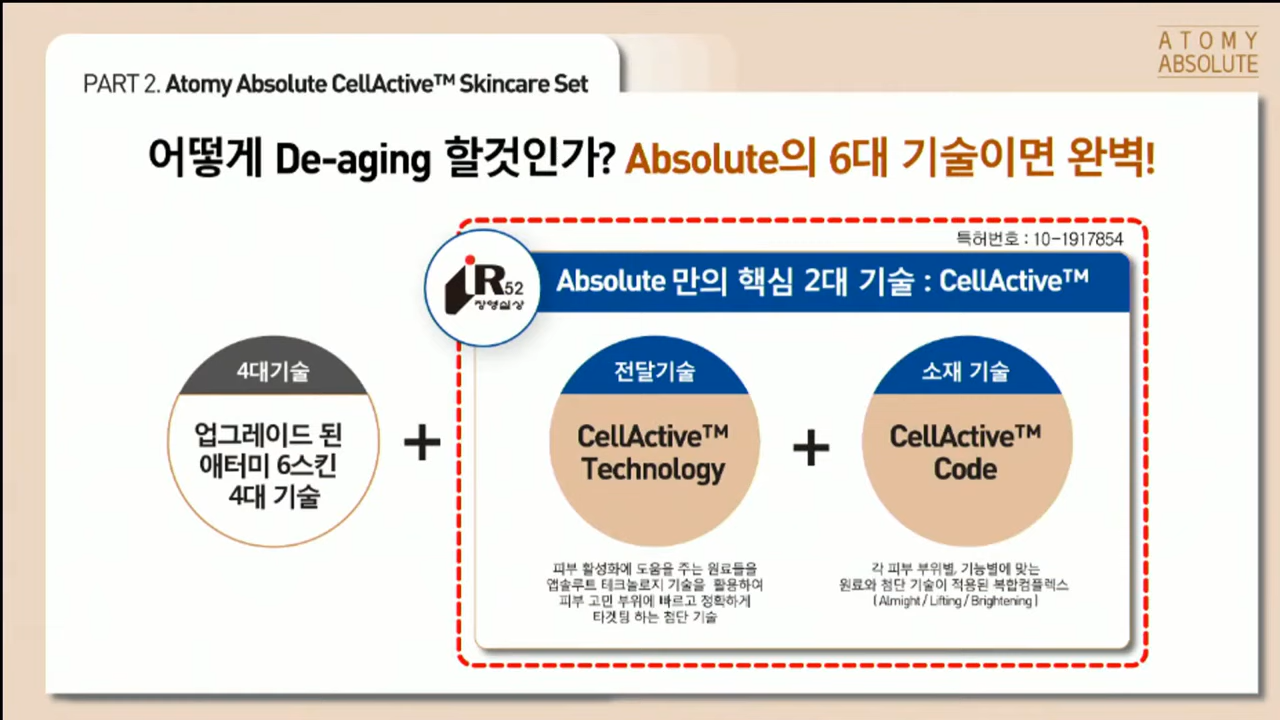 ATOMY
ABSOLUTE
PART 2. Atomy Absolute CellActive™ Skincare Set
어떻게 De-aging 할것인가? Absolute의 6대 기술이면 완벽!
특허번호 : 10-1917854
iR52
장영실상
Absolute 만의 핵심 2대 기술 : CellActive™
4대기술
업그레이드 된
애터미 6스킨
4대 기술
+
전달기술
CellActive™
Technology
피부 활성화에 도움을 주는 원료들을
앱솔루트 테크놀로지 기술을 활용하여
피부 고민 부위에 빠르고 정확하게
타겟팅 하는 첨단 기술
+
소재 기술
CellActive™
Code
각 피부 부위별, 기능별에 맞는
원료와 첨단 기술이 적용된 복합컴플렉스
( Almight / Lifting / Brightening )